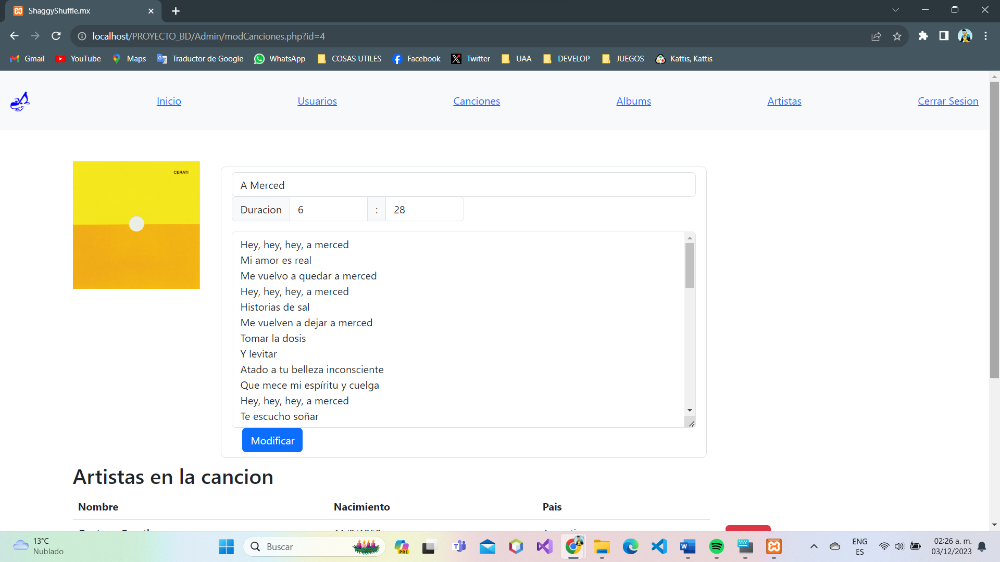 ShaggyShuffle.mx
localhost/PROYECTO_BD/Admin/modCanciones.php?id=4
Gmail YouTube Maps Traductor de Google WhatsApp COSAS UTILES Facebook Twitter UAA DEVELOP JUEGOS Kattis, Kattis
Inicio Usuarios Canciones Albums Artistas Cerrar Sesion
CERATI
A Merced
Duracion 6 : 28
Hey, hey, hey, a merced
Mi amor es real
Me vuelvo a quedar a merced
Hey, hey, hey, a merced
Historias de sal
Me vuelven a dejar a merced
Tomar la dosis
Y levitar
Atado a tu belleza inconsciente
Que mece mi espíritu y cuelga
Hey, hey, hey, a merced
Te escucho soñar
Modificar
Artistas en la cancion
Nombre Nacimiento Pais
13°C
Nublado
Buscar
PRE
ENG
ES
02:26 a. m.
03/12/2023